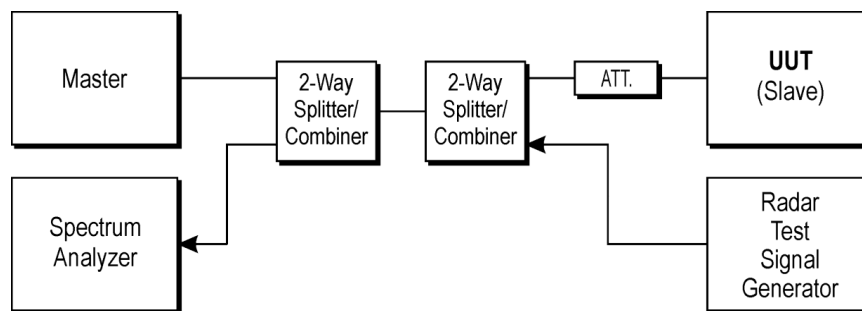 Master
2-Way
Splitter/
Combiner
2-Way
Splitter/
Combiner
ATT.
UUT
(Slave)
Spectrum
Analyzer
Radar
Test
Signal
Generator